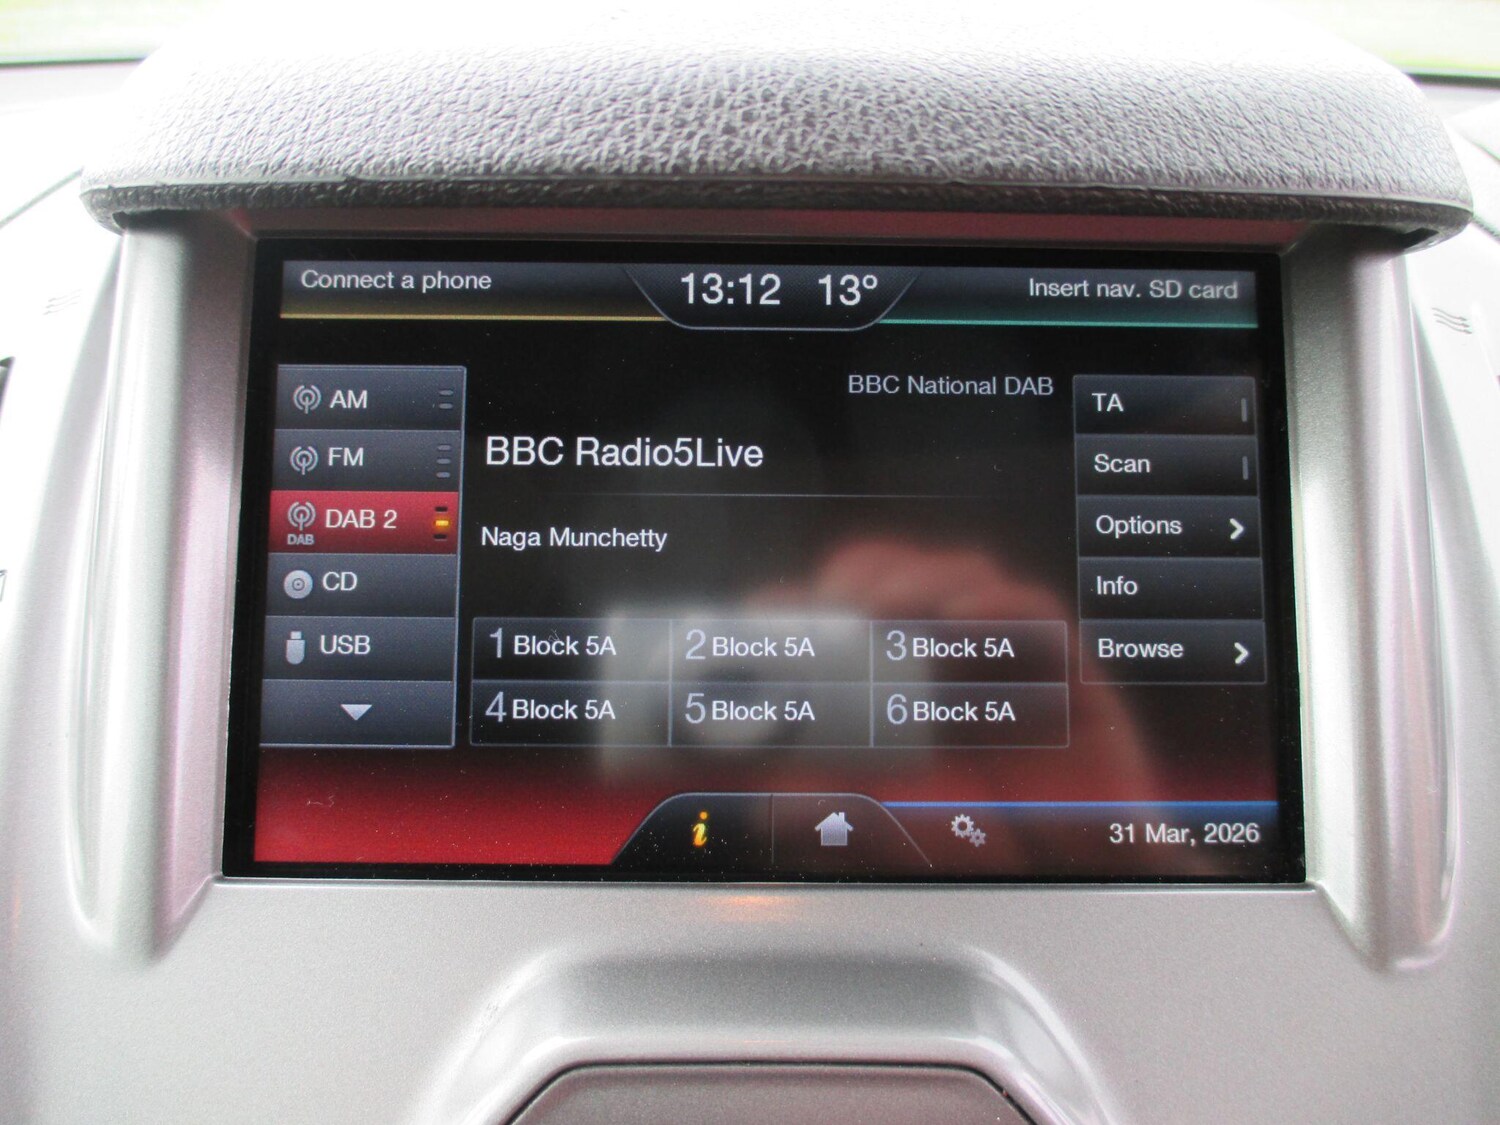 Connect a phone
13:12 13°
Insert nav. SD card
AM
FM
DAB 2
DAB
CD
USB
BBC National DAB
BBC Radio5Live
Naga Munchetty
1 Block 5A
2 Block 5A
3 Block 5A
4 Block 5A
5 Block 5A
6 Block 5A
TA
Scan
Options
Info
Browse
i
31 Mar, 2026